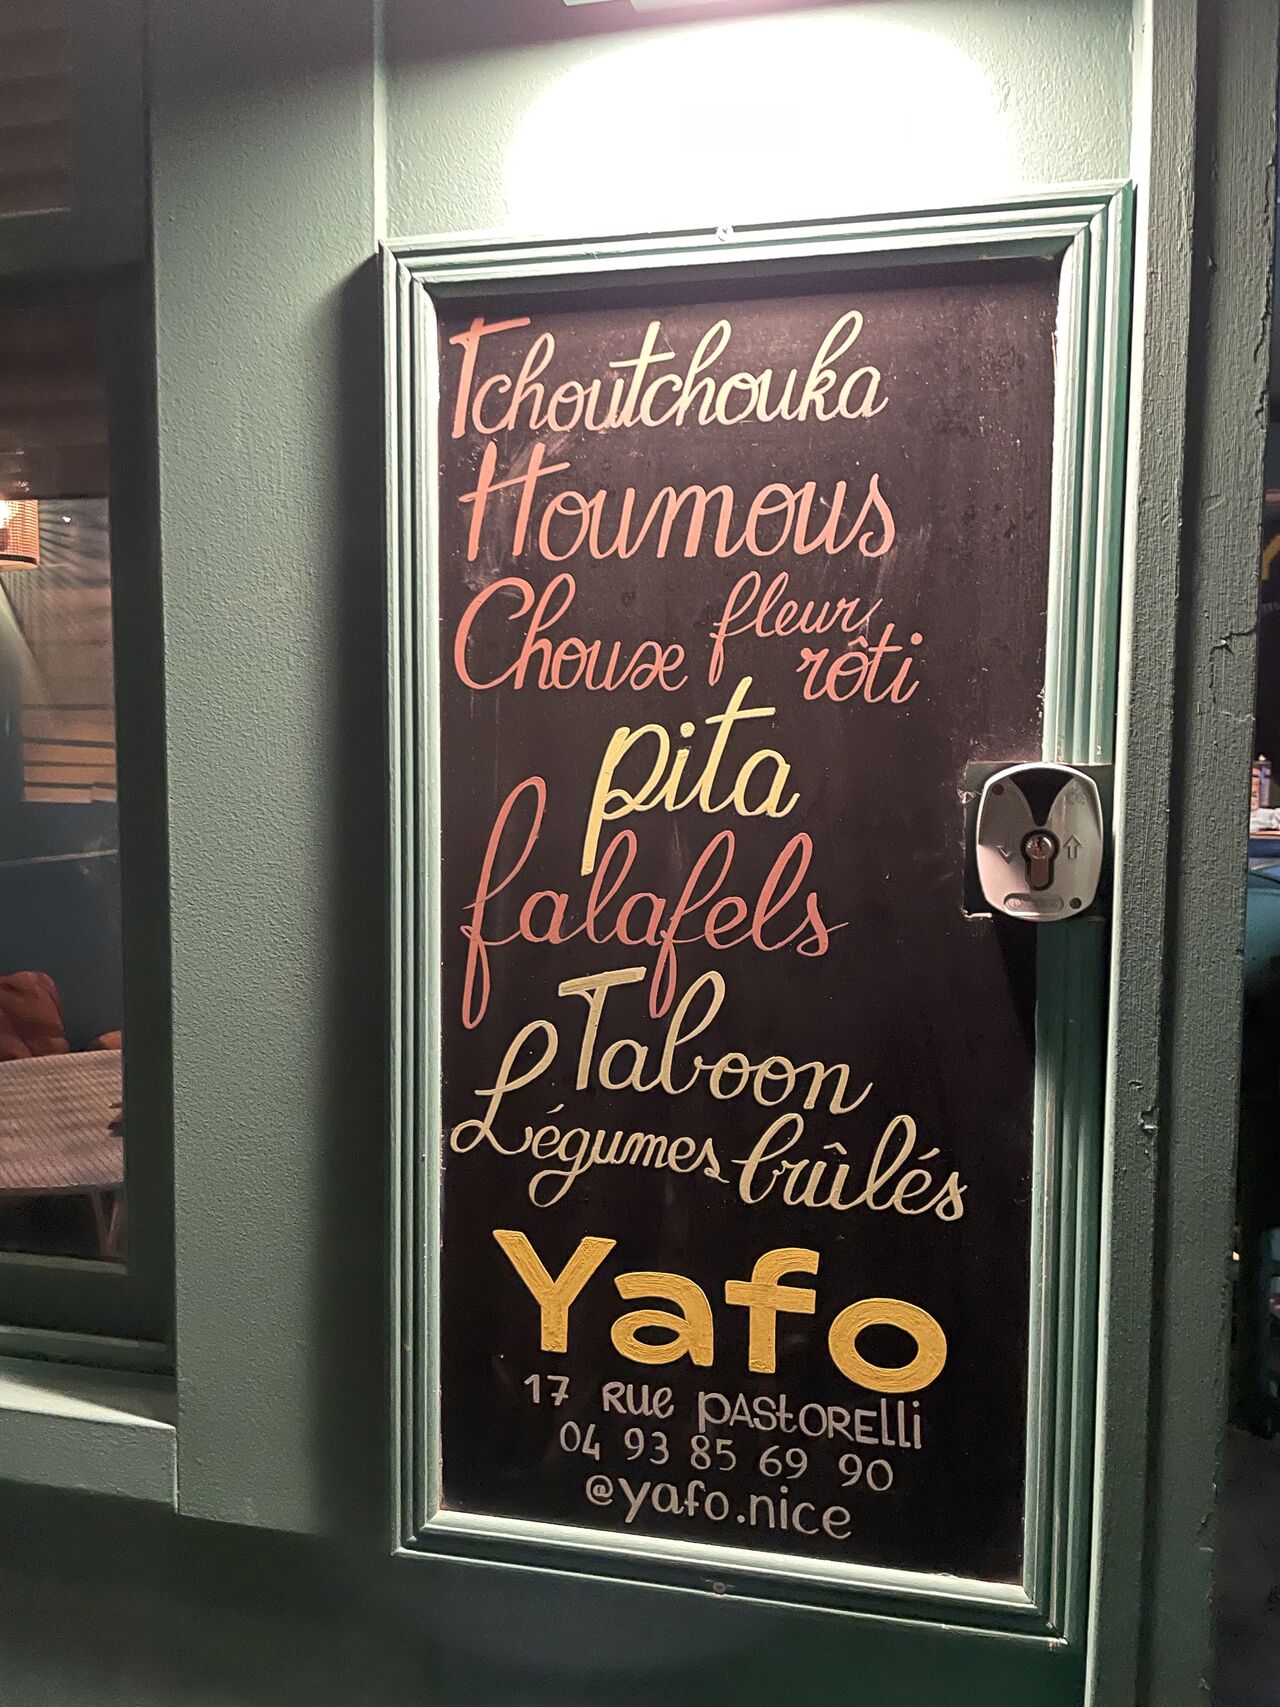 Tchoutchouka
Houmous
Choux fleur
rôti
pita
falafels
Taboon
Légumes brûlés
Yafo
17 Rue PAStORElli
04 93 85 69 90
@yafo.nice